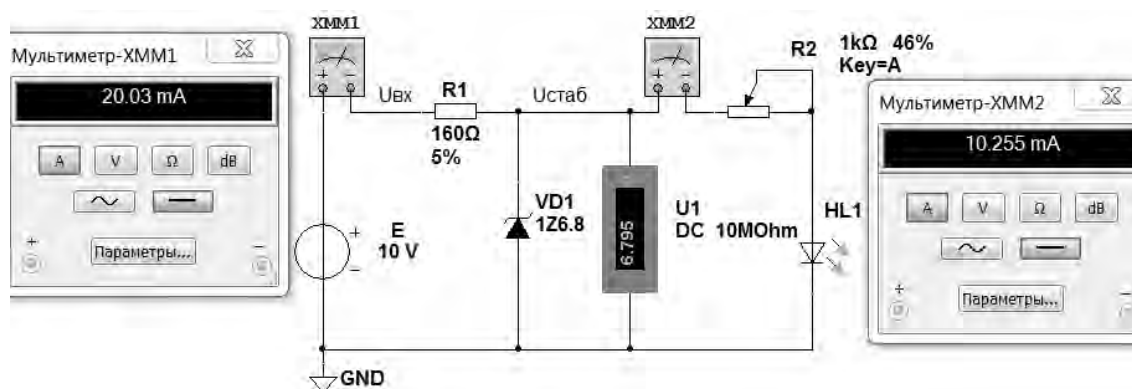 Мультиметр-XMM1
20.03 mA
A V Ω dB
+ −
Параметры...
XMM1
+ −
Uвх
R1
160Ω
5%
Uстаб
E
10 V
+
−
GND
VD1
1Z6.8
6.795
U1
DC 10MOhm
XMM2
+ −
R2
1kΩ 46%
Key=A
HL1
Мультиметр-XMM2
10.255 mA
A V Ω dB
+ −
Параметры...